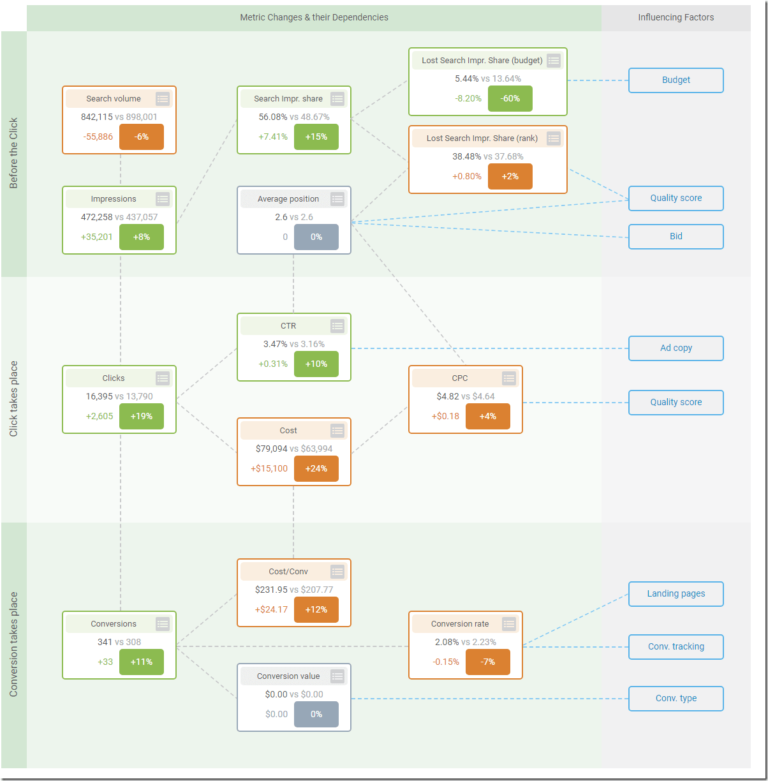 Metric Changes & their Dependencies
Influencing Factors
Before the Click
Lost Search Impr. Share (budget)
5.44% vs 13.64%
-8.20% -60%
Budget
Search volume
842,115 vs 898,001
-55,886 -6%
Search Impr. share
56.08% vs 48.67%
+7.41% +15%
Lost Search Impr. Share (rank)
38.48% vs 37.68%
+0.80% +2%
Impressions
472,258 vs 437,057
+35,201 +8%
Average position
2.6 vs 2.6
0 0%
Quality score
Bid
Click takes place
CTR
3.47% vs 3.16%
+0.31% +10%
Ad copy
Clicks
16,395 vs 13,790
+2,605 +19%
CPC
$4.82 vs $4.64
+$0.18 +4%
Quality score
Cost
$79,094 vs $63,994
+$15,100 +24%
Conversion takes place
Cost/Conv
$231.95 vs $207.77
+$24.17 +12%
Landing pages
Conversions
341 vs 308
+33 +11%
Conversion rate
2.08% vs 2.23%
-0.15% -7%
Conv. tracking
Conversion value
$0.00 vs $0.00
$0.00 0%
Conv. type